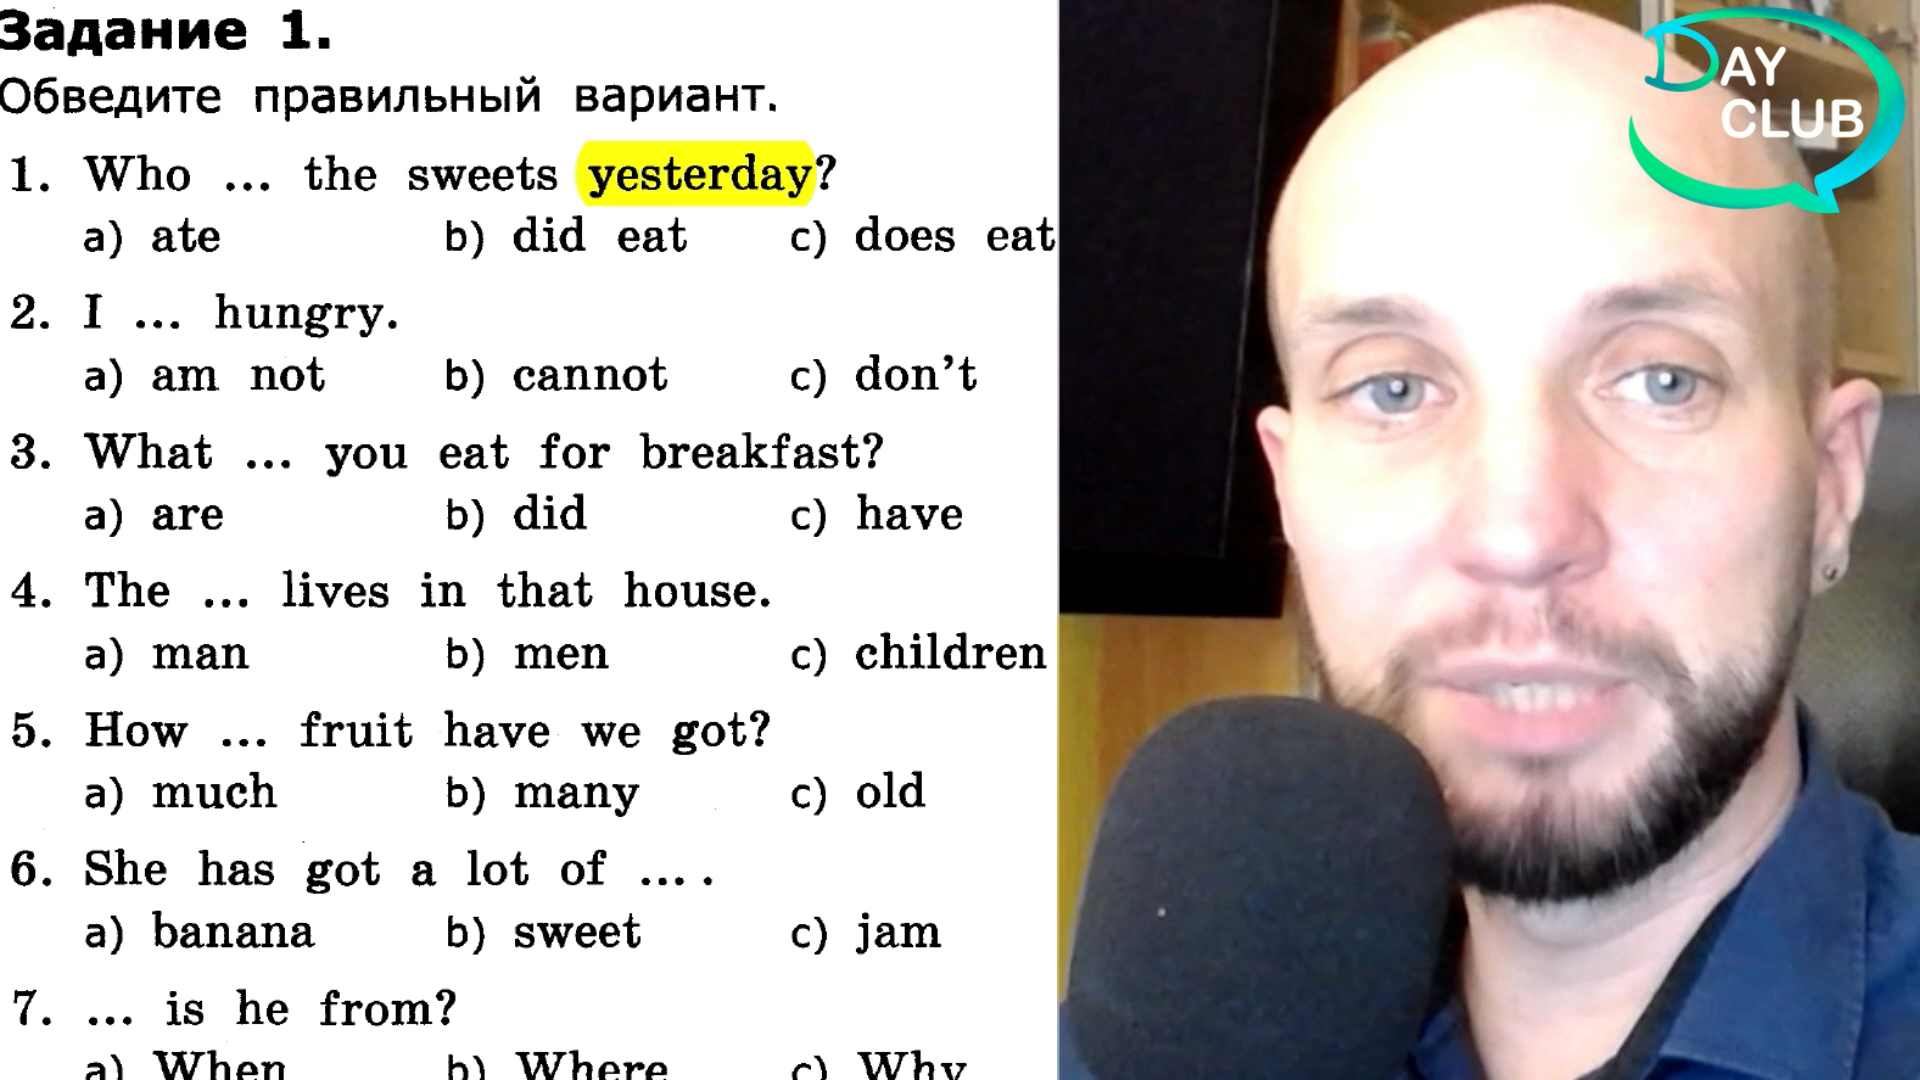 Задание 1.
Обведите правильный вариант.
1. Who ... the sweets yesterday?
a) ate b) did eat c) does eat
2. I ... hungry.
a) am not b) cannot c) don't
3. What ... you eat for breakfast?
a) are b) did c) have
4. The ... lives in that house.
a) man b) men c) children
5. How ... fruit have we got?
a) much b) many c) old
6. She has got a lot of ... .
a) banana b) sweet c) jam
7. ... is he from?
a) When b) Where c) Why
DAY
CLUB